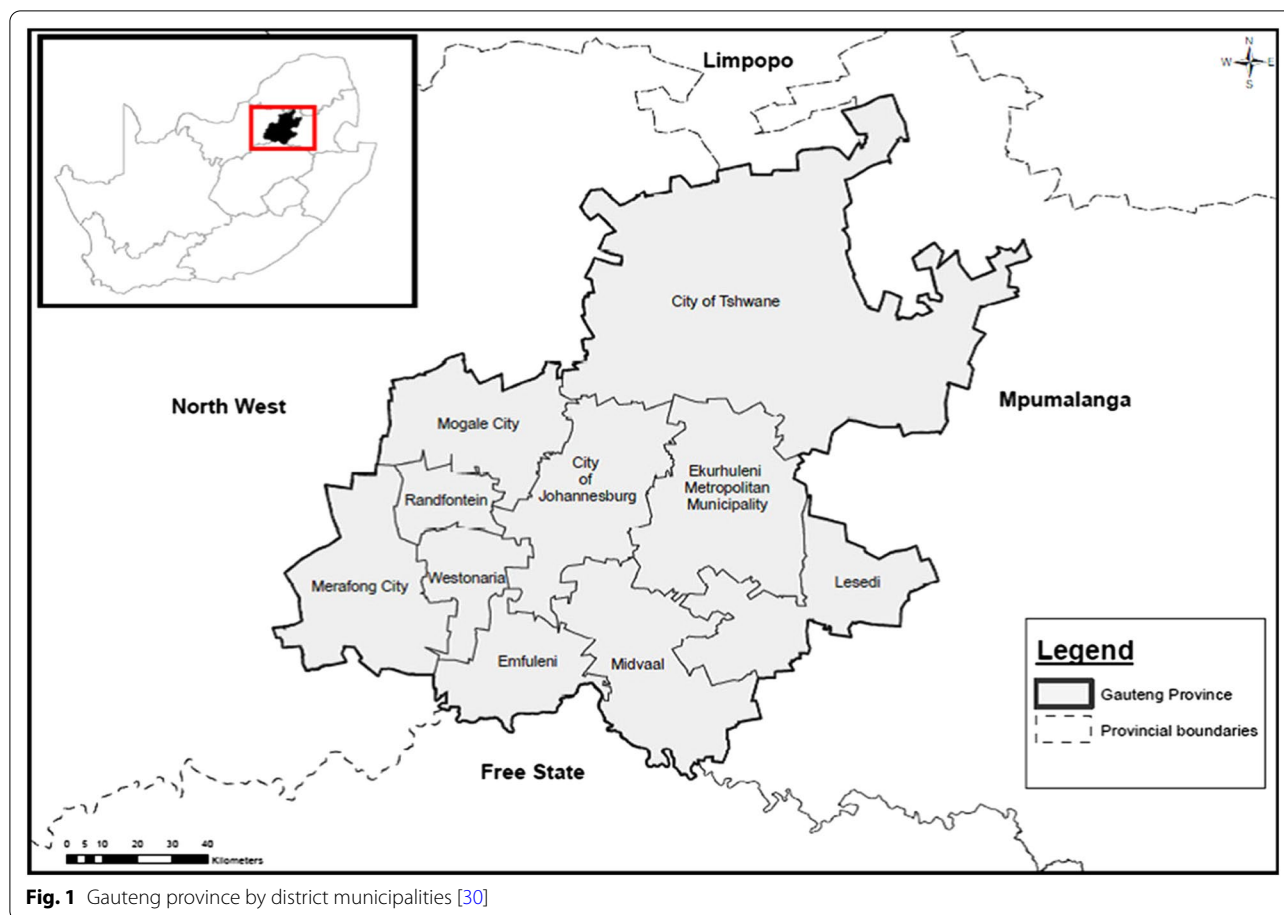 Limpopo
N
W E
S
City of Tshwane
North West
Mpumalanga
Mogale City
City
of
Johannesburg
Ekurhuleni
Metropolitan
Municipality
Randfontein
Merafong City
Westonaria
Lesedi
Emfuleni
Midvaal
Legend
Gauteng Province
Provincial boundaries
Free State
0 5 10 20 30 40
Kilometers
Fig. 1 Gauteng province by district municipalities [30]